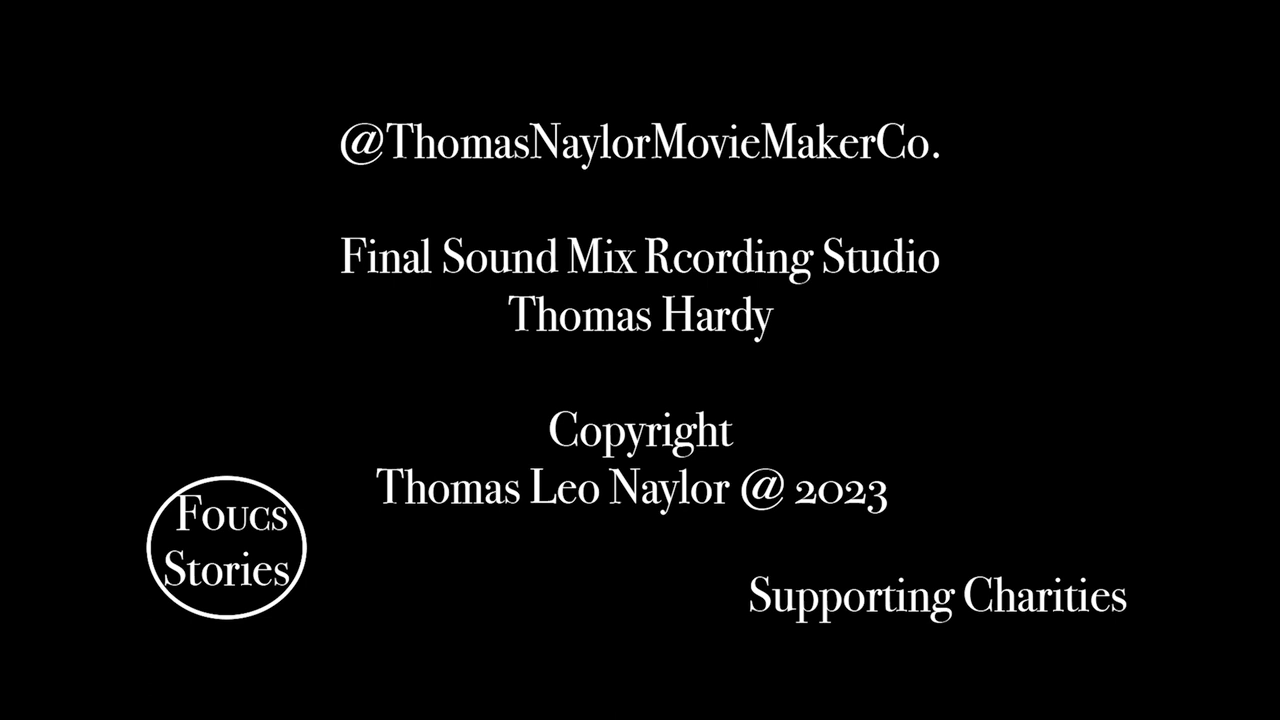 @ThomasNaylorMovieMakerCo.
Final Sound Mix Rcording Studio
Thomas Hardy
Copyright
Thomas Leo Naylor @ 2023
Foucs
Stories
Supporting Charities